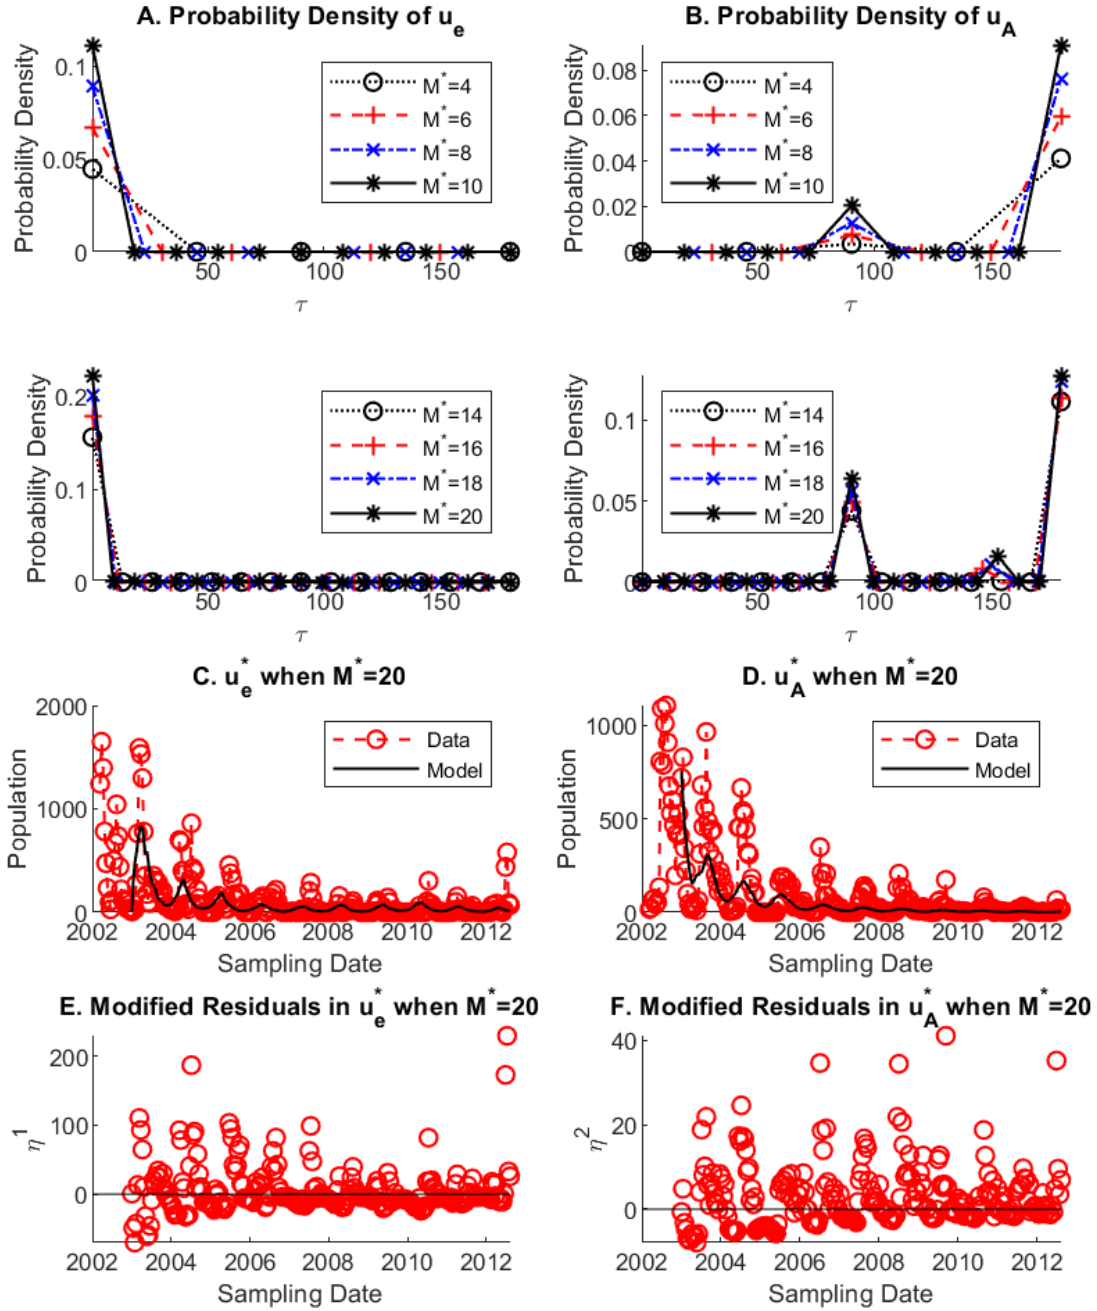 A. Probability Density of u_e
B. Probability Density of u_A
Probability Density
0.1
0.05
0
50
100
150
τ
M*=4
M*=6
M*=8
M*=10
Probability Density
0.08
0.06
0.04
0.02
0
50
100
150
τ
M*=4
M*=6
M*=8
M*=10
Probability Density
0.2
0.1
0
50
100
150
τ
M*=14
M*=16
M*=18
M*=20
Probability Density
0.1
0.05
0
50
100
150
τ
M*=14
M*=16
M*=18
M*=20
C. u_e* when M*=20
D. u_A* when M*=20
Population
2000
1000
0
2002 2004 2006 2008 2010 2012
Sampling Date
Data
Model
Population
1000
500
0
2002 2004 2006 2008 2010 2012
Sampling Date
Data
Model
E. Modified Residuals in u_e* when M*=20
F. Modified Residuals in u_A* when M*=20
η^1
200
100
0
2002 2004 2006 2008 2010 2012
Sampling Date
η^2
40
20
0
2002 2004 2006 2008 2010 2012
Sampling Date